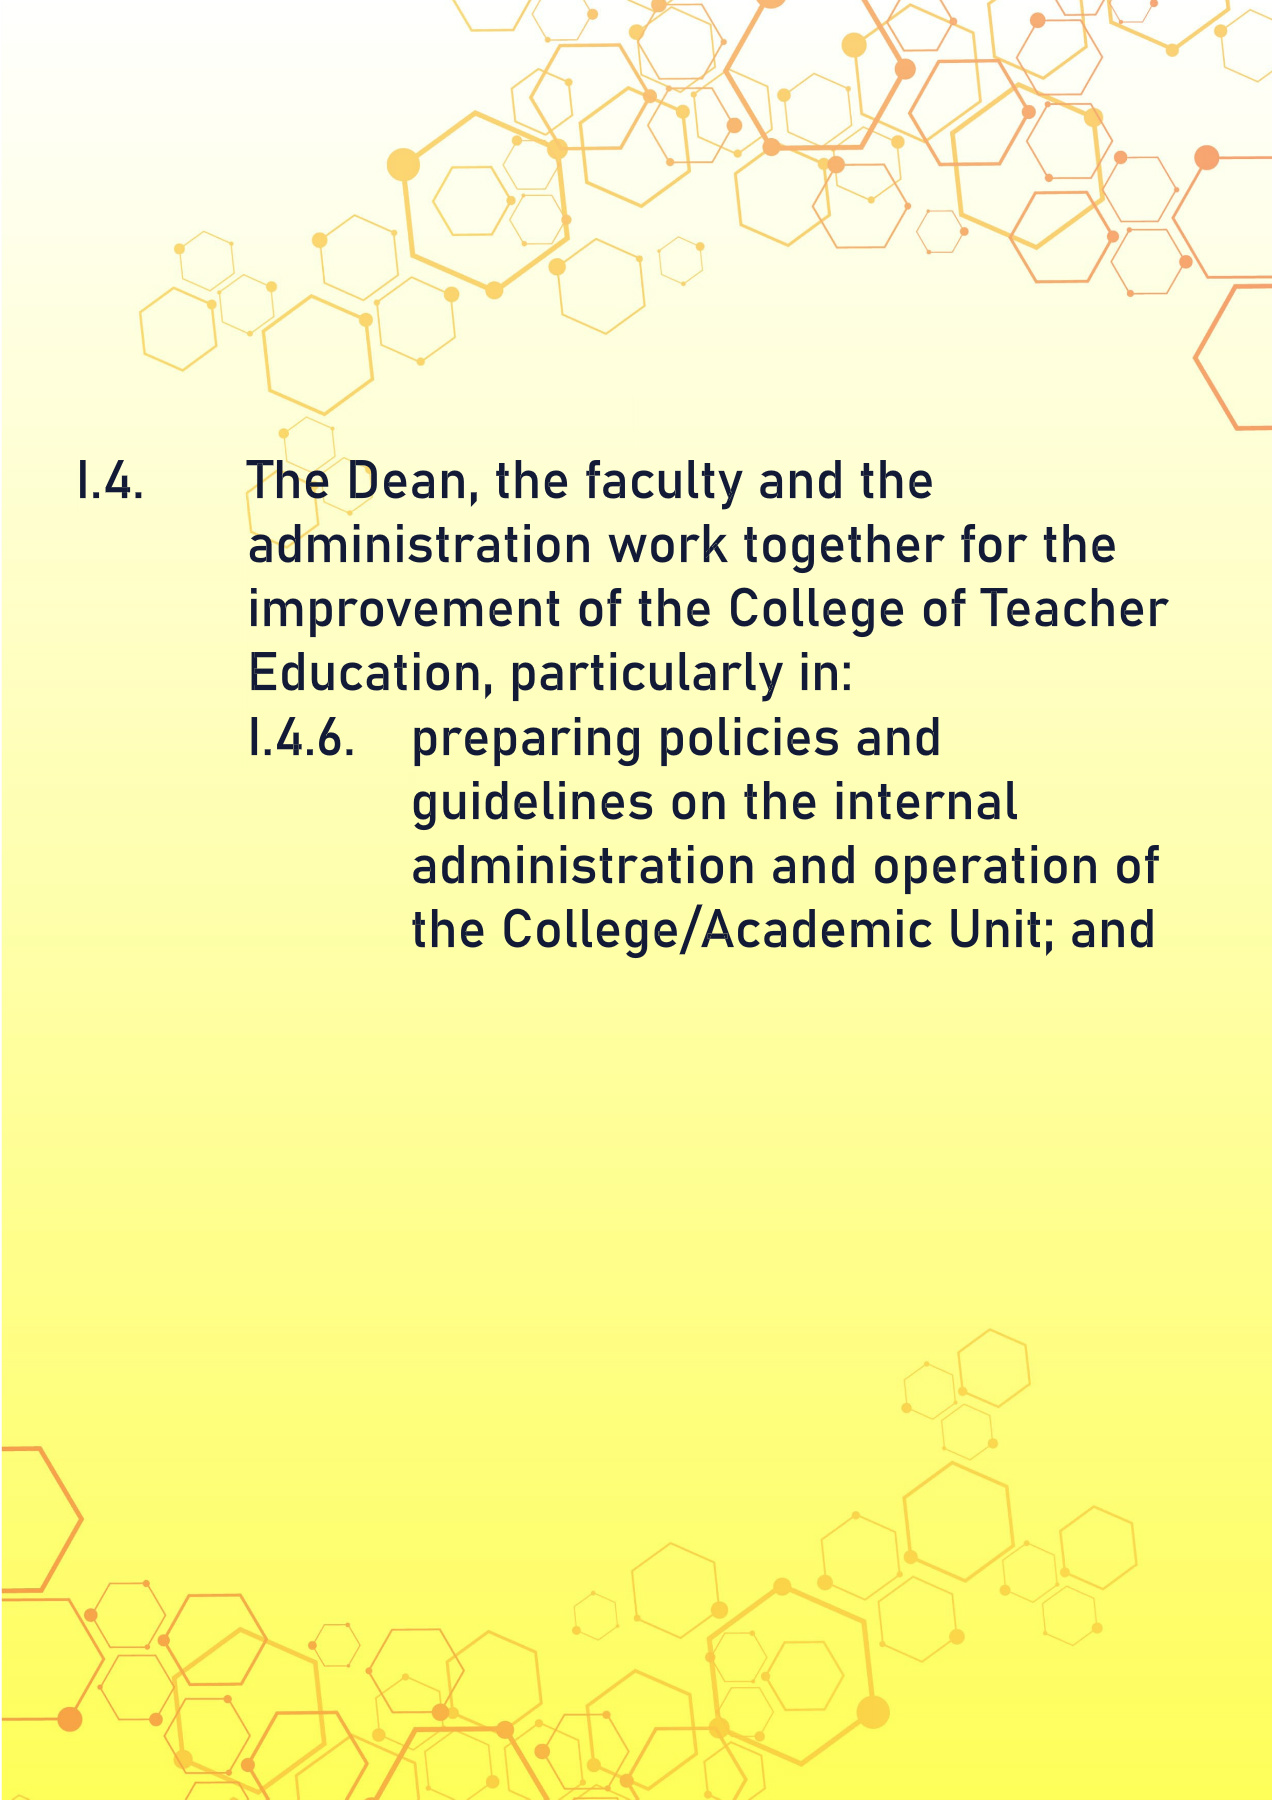 I.4. The Dean, the faculty and the
administration work together for the
improvement of the College of Teacher
Education, particularly in:
I.4.6. preparing policies and
guidelines on the internal
administration and operation of
the College/Academic Unit; and